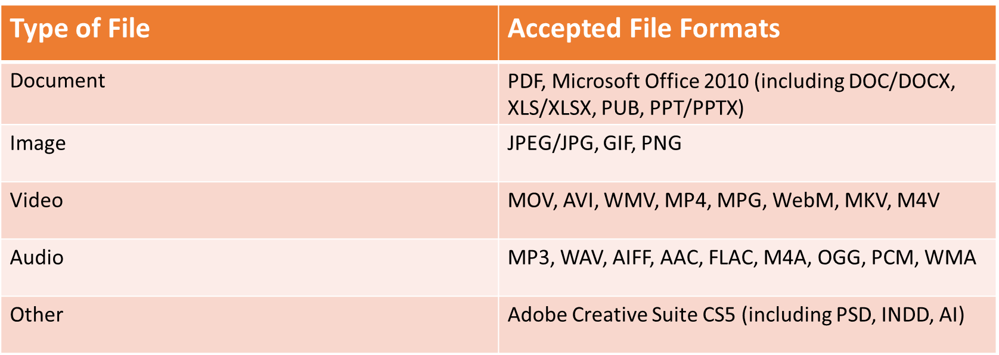 Type of File
Accepted File Formats
Document
PDF, Microsoft Office 2010 (including DOC/DOCX,
XLS/XLSX, PUB, PPT/PPTX)
Image
JPEG/JPG, GIF, PNG
Video
MOV, AVI, WMV, MP4, MPG, WebM, MKV, M4V
Audio
MP3, WAV, AIFF, AAC, FLAC, M4A, OGG, PCM, WMA
Other
Adobe Creative Suite CS5 (including PSD, INDD, AI)